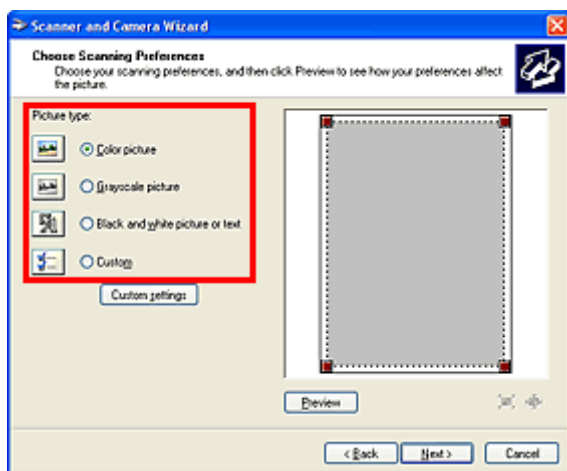 Scanner and Camera Wizard
Choose Scanning Preferences
Choose your scanning preferences, and then click Preview to see how your preferences affect
the picture.
Picture type:
Color picture
Grayscale picture
Black and white picture or text
Custom
Custom settings
Preview
< Back
Next >
Cancel